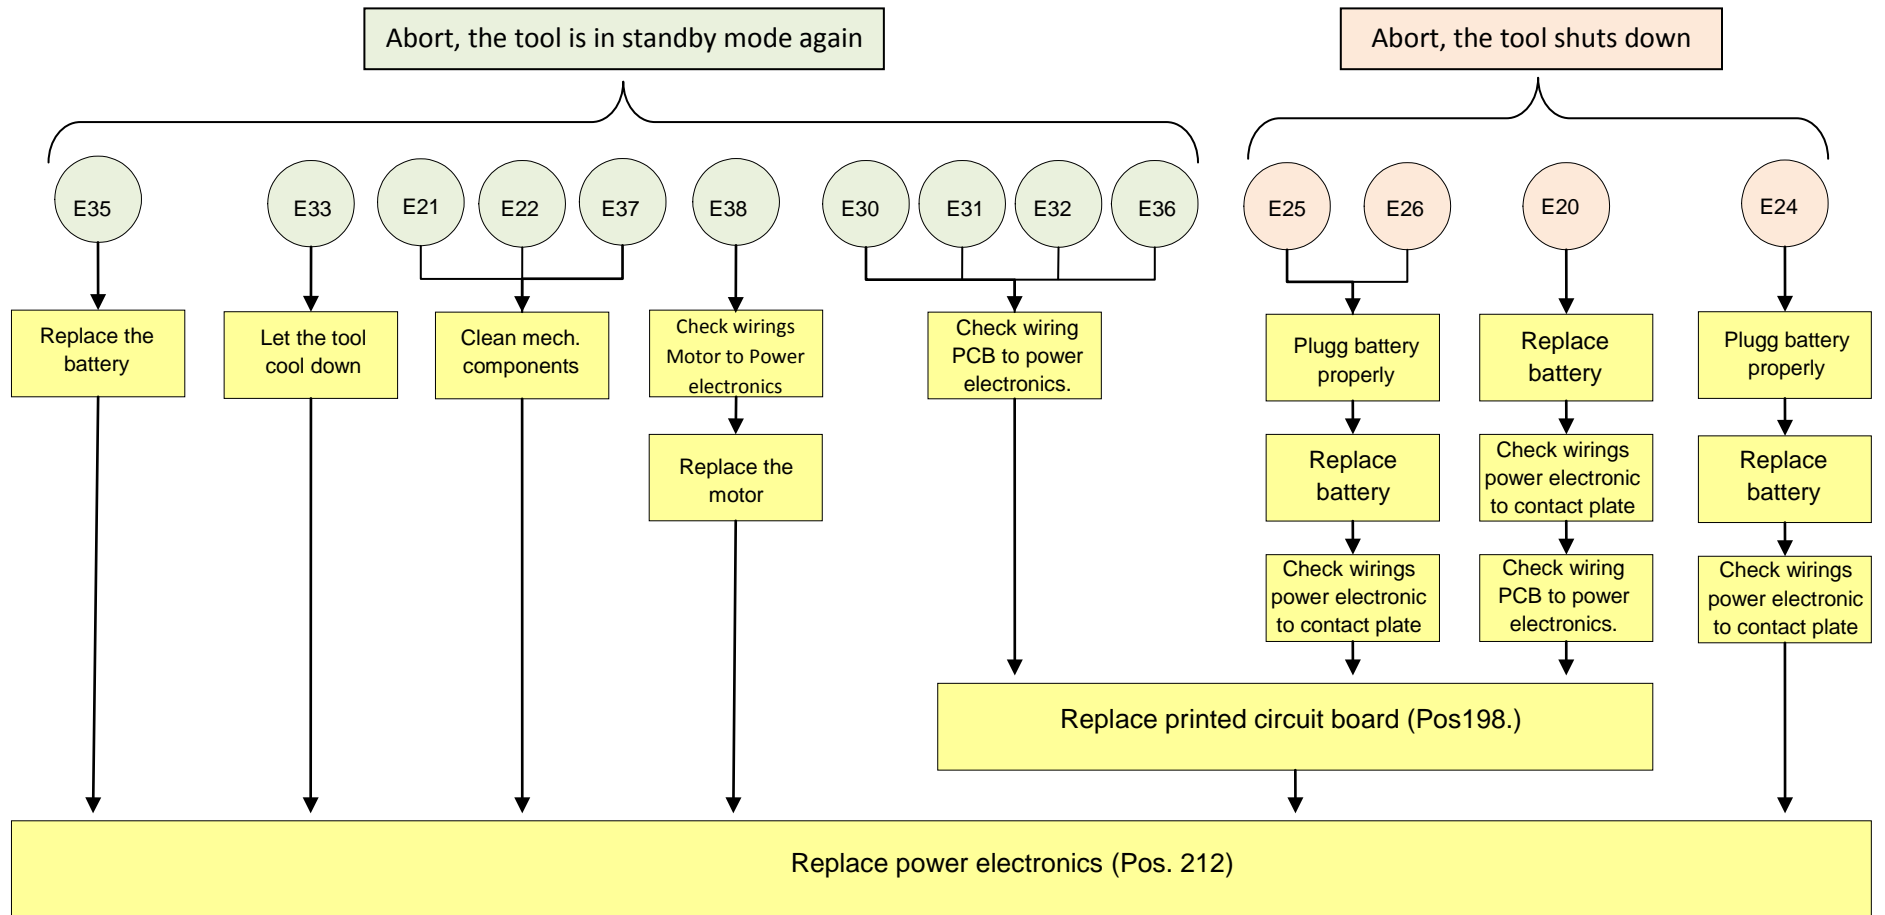 Abort, the tool is in standby mode again
Abort, the tool shuts down
E35
E33
E21
E22
E37
E38
E30
E31
E32
E36
E25
E26
E20
E24
Replace the
battery
Let the tool
cool down
Clean mech.
components
Check wirings
Motor to Power
electronics
Check wiring
PCB to power
electronics.
Plugg battery
properly
Replace
battery
Plugg battery
properly
Replace the
motor
Replace
battery
Check wirings
power electronic
to contact plate
Replace
battery
Check wirings
power electronic
to contact plate
Check wiring
PCB to power
electronics.
Check wirings
power electronic
to contact plate
Replace printed circuit board (Pos198.)
Replace power electronics (Pos. 212)